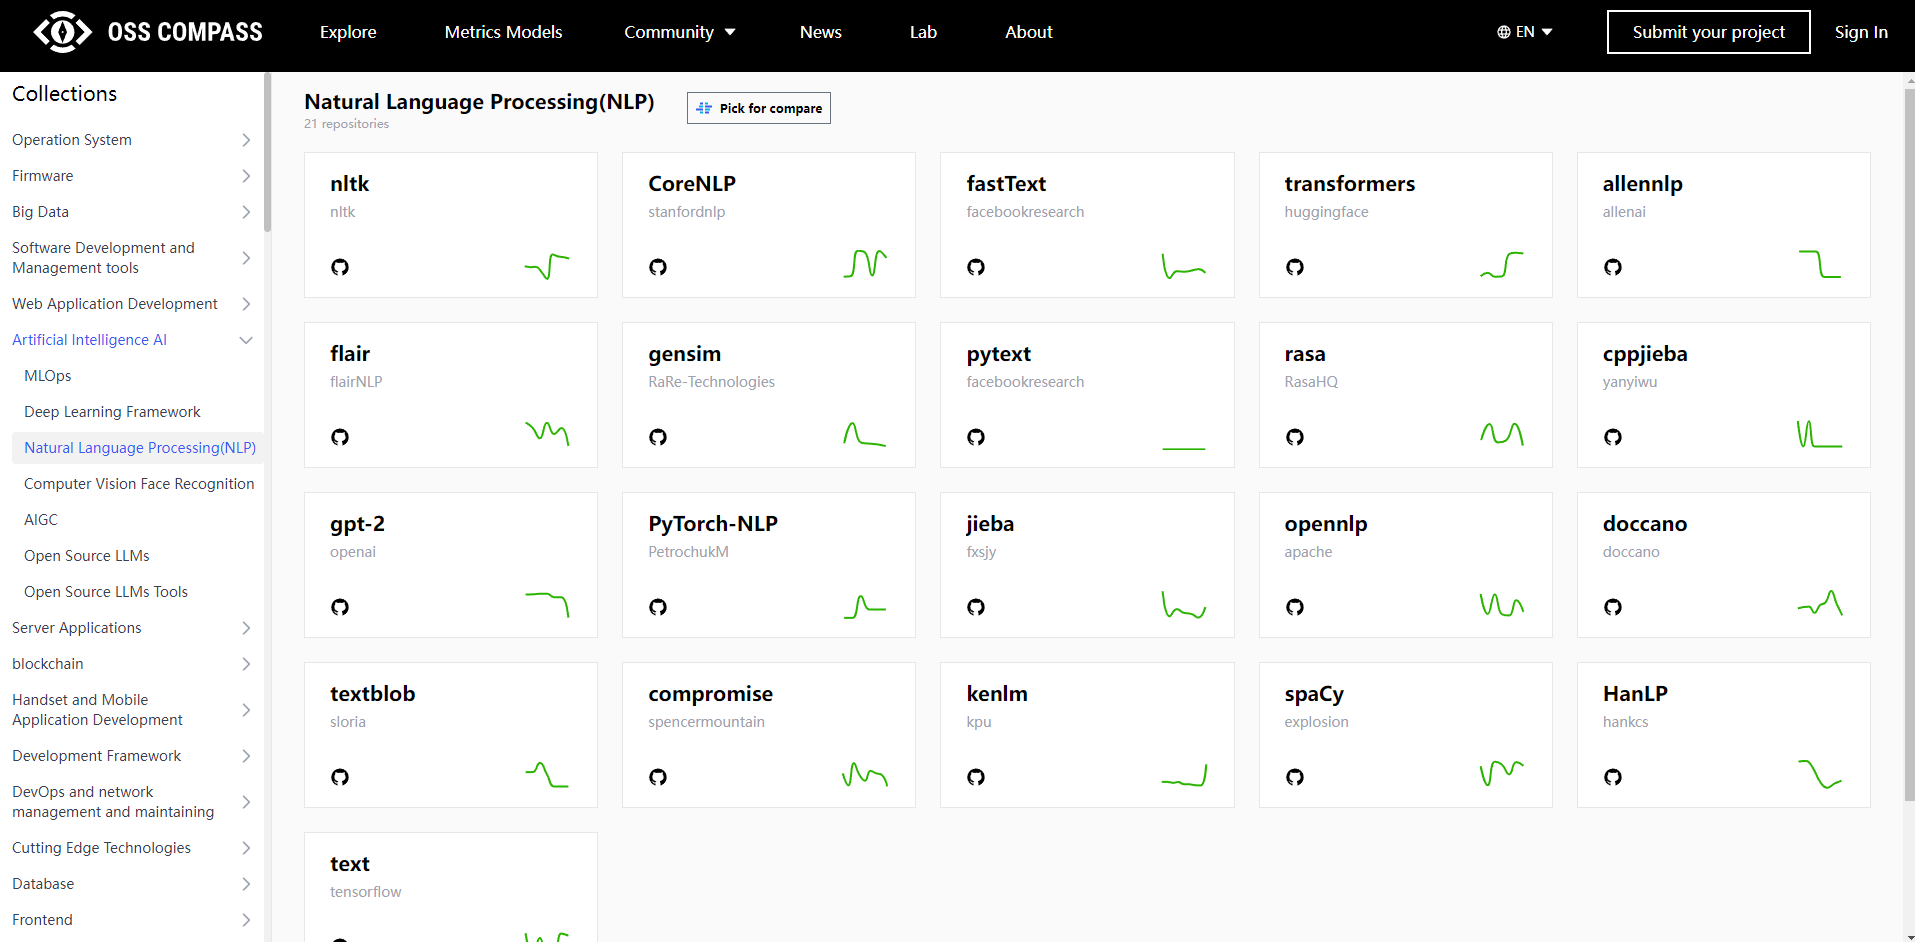 OSS COMPASS
Explore
Metrics Models
Community
News
Lab
About
EN
Submit your project
Sign In
Collections
Operation System
Firmware
Big Data
Software Development and
Management tools
Web Application Development
Artificial Intelligence AI
MLOps
Deep Learning Framework
Natural Language Processing(NLP)
Computer Vision Face Recognition
AIGC
Open Source LLMs
Open Source LLMs Tools
Server Applications
blockchain
Handset and Mobile
Application Development
Development Framework
DevOps and network
management and maintaining
Cutting Edge Technologies
Database
Frontend
Natural Language Processing(NLP)
21 repositories
Pick for compare
nltk
nltk
CoreNLP
stanfordnlp
fastText
facebookresearch
transformers
huggingface
allennlp
allenai
flair
flairNLP
gensim
RaRe-Technologies
pytext
facebookresearch
rasa
RasaHQ
cppjieba
yanyiwu
gpt-2
openai
PyTorch-NLP
PetrochukM
jieba
fxsjy
opennlp
apache
doccano
doccano
textblob
sloria
compromise
spencermountain
kenlm
kpu
spaCy
explosion
HanLP
hankcs
text
tensorflow